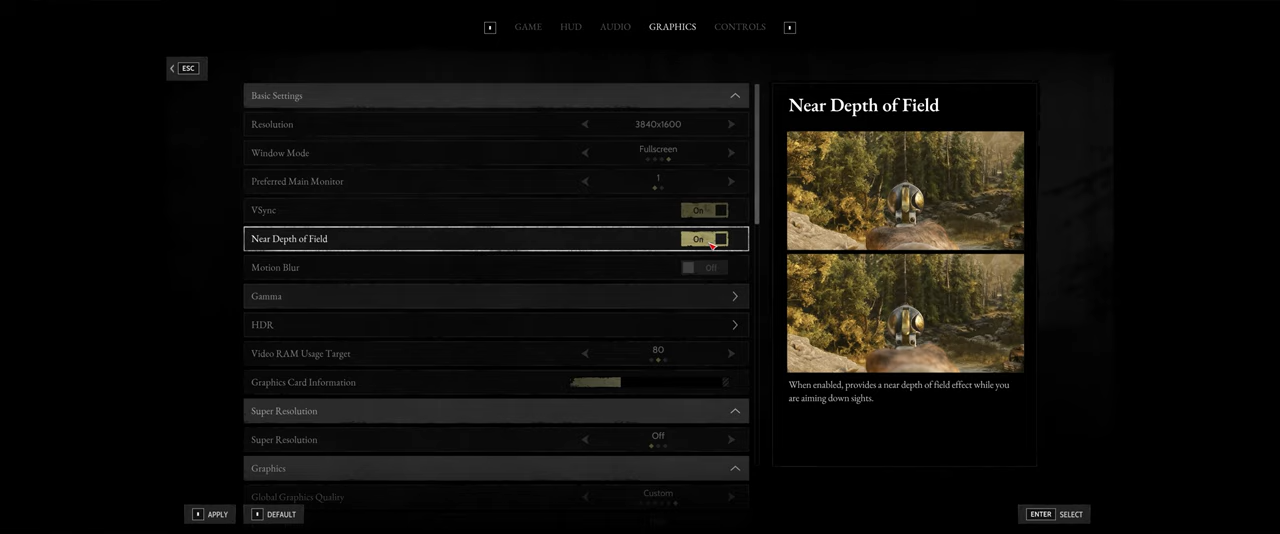 GAME HUD AUDIO GRAPHICS CONTROLS
ESC
Basic Settings
Resolution 3840x1600
Window Mode Fullscreen
Preferred Main Monitor 1
VSync On
Near Depth of Field On
Motion Blur Off
Gamma
HDR
Video RAM Usage Target 80
Graphics Card Information
Super Resolution
Super Resolution Off
Graphics
Global Graphics Quality Custom
Near Depth of Field
When enabled, provides a near depth of field effect while you
are aiming down sights.
APPLY DEFAULT
ENTER SELECT